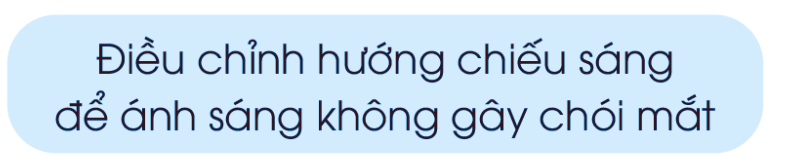 Điều chỉnh hướng chiếu sáng
để ánh sáng không gây chói mắt